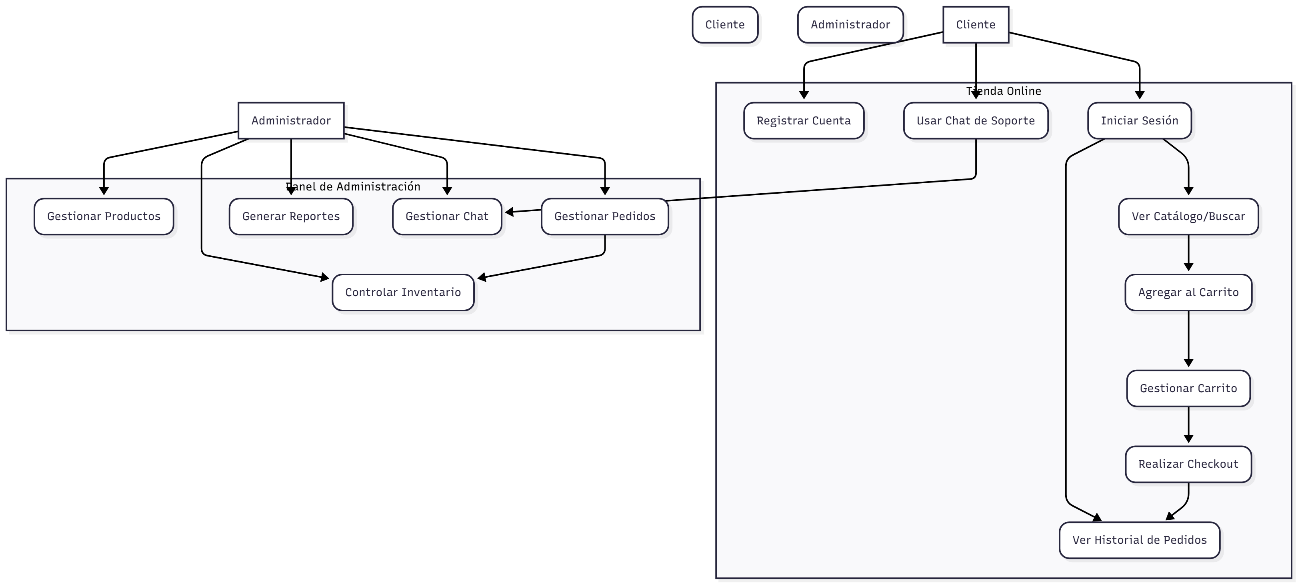 Cliente
Administrador
Cliente
Tienda Online
Administrador
Registrar Cuenta
Usar Chat de Soporte
Iniciar Sesión
Panel de Administración
Gestionar Productos
Generar Reportes
Gestionar Chat
Gestionar Pedidos
Ver Catálogo/Buscar
Controlar Inventario
Agregar al Carrito
Gestionar Carrito
Realizar Checkout
Ver Historial de Pedidos